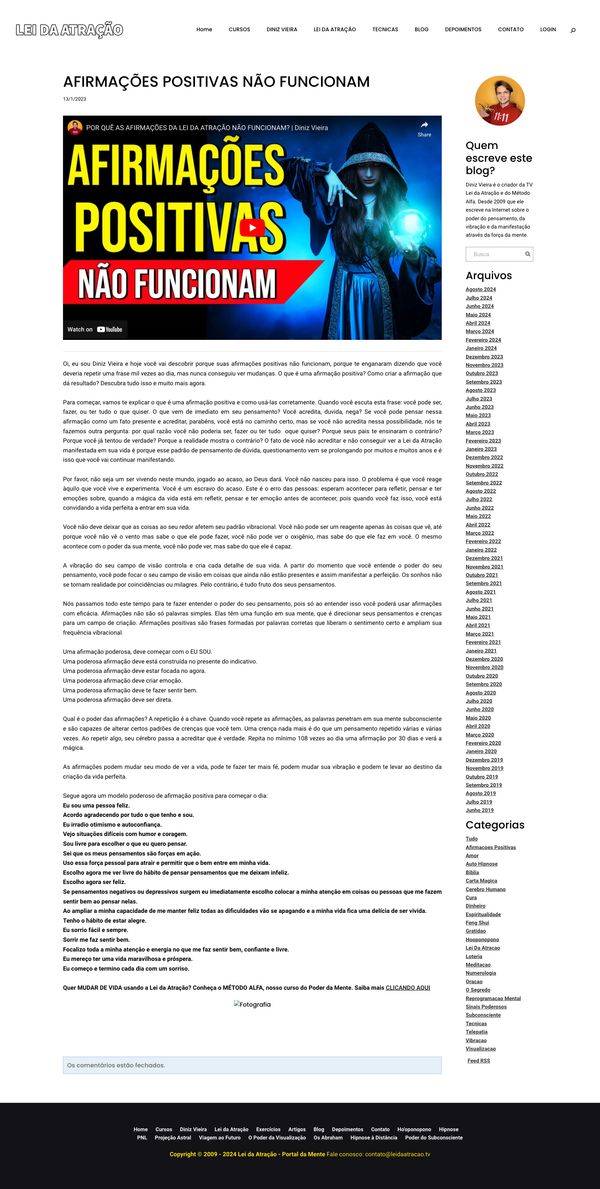 LEI DA ATRAÇÃO
Home CURSOS DINIZ VIEIRA LEI DA ATRAÇÃO TECNICAS BLOG DEPOIMENTOS CONTATO LOGIN
AFIRMAÇÕES POSITIVAS NÃO FUNCIONAM
13/1/2023
POR QUÊ AS AFIRMAÇÕES DA LEI DA ATRAÇÃO NÃO FUNCIONAM? | Diniz Vieira
Share
AFIRMAÇÕES
POSITIVAS
NÃO FUNCIONAM
Watch on YouTube
Oi, eu sou Diniz Vieira e hoje você vai descobrir porque suas afirmações positivas não funcionam, porque te enganaram dizendo que você
deveria repetir uma frase mil vezes ao dia, mas nunca conseguiu ver mudanças. O que é uma afirmação positiva? Como criar a afirmação que
dá resultado? Descubra tudo isso e muito mais agora.
Para começar, vamos te explicar o que é uma afirmação positiva e como usá-las corretamente. Quando você escuta esta frase: você pode ser,
fazer, ou ter tudo o que quiser. O que vem de imediato em seu pensamento? Você acredita, duvida, nega? Se você pode pensar nessa
afirmação como um fato presente e acreditar, parabéns, você está no caminho certo, mas se você não acredita nessa possibilidade, nós te
fazemos outra pergunta: por qual razão você não poderia ser, fazer ou ter tudo oque quiser? Porque seus pais te ensinaram o contrário?
Porque você já tentou de verdade? Porque a realidade mostra o contrário? O fato de você não acreditar e não conseguir ver a Lei da Atração
manifestada em sua vida é porque esse padrão de pensamento de dúvida, questionamento vem se prolongando por muitos e muitos anos e é
isso que você vai continuar manifestando.
Por favor, não seja um ser vivendo neste mundo, jogado ao acaso, ao Deus dará. Você não nasceu para isso. O problema é que você reage
àquilo que você vive e experimenta. Você é um escravo do acaso. Este é o erro das pessoas: esperam acontecer para refletir, pensar e ter
emoções sobre, quando a mágica da vida está em refletir, pensar e ter emoção antes de acontecer, pois quando você faz isso, você está
convidando a vida perfeita a entrar em sua vida.
Você não deve deixar que as coisas ao seu redor afetem seu padrão vibracional. Você não pode ser um reagente apenas às coisas que vê, até
porque você não vê o vento mas sabe o que ele pode fazer, você não pode ver o oxigênio, mas sabe do que ele faz em você. O mesmo
acontece com o poder da sua mente, você não pode ver, mas sabe do que ele é capaz.
A vibração do seu campo de visão controla e cria cada detalhe de sua vida. A partir do momento que você entende o poder do seu
pensamento, você pode focar o seu campo de visão em coisas que ainda não estão presentes e assim manifestar a perfeição. Os sonhos não
se tornam realidade por coincidências ou milagres. Pelo contrário, é tudo fruto dos seus pensamentos.
Nós passamos todo este tempo para te fazer entender o poder do seu pensamento, pois só ao entender isso você poderá usar afirmações
com eficácia. Afirmações não são só palavras simples. Elas têm uma função em sua mente, que é direcionar seus pensamentos e crenças
para um campo de criação. Afirmações positivas são frases formadas por palavras corretas que liberam o sentimento certo e ampliam sua
frequência vibracional.
Uma afirmação poderosa, deve começar com o EU SOU.
Uma poderosa afirmação deve está construída no presente do indicativo.
Uma poderosa afirmação deve estar focada no agora.
Uma poderosa afirmação deve criar emoção.
Uma poderosa afirmação deve te fazer sentir bem.
Uma poderosa afirmação deve ser direta.
Qual é o poder das afirmações? A repetição é a chave. Quando você repete as afirmações, as palavras penetram em sua mente subconsciente
e são capazes de alterar certos padrões de crenças que você tem. Uma crença nada mais é do que um pensamento repetido várias e várias
vezes. Ao repetir algo, seu cérebro passa a acreditar que é verdade. Repita no mínimo 108 vezes ao dia uma afirmação por 30 dias e verá a
mágica.
As afirmações podem mudar seu modo de ver a vida, pode te fazer ter mais fé, podem mudar sua vibração e podem te levar ao destino da
criação da vida perfeita.
Segue agora um modelo poderoso de afirmação positiva para começar o dia:
Eu sou uma pessoa feliz.
Acordo agradecendo por tudo o que tenho e sou.
Eu irradio otimismo e autoconfiança.
Vejo situações difíceis com humor e coragem.
Sou livre para escolher o que eu quero pensar.
Sei que os meus pensamentos são forças em ação.
Uso essa força pessoal para atrair e permitir que o bem entre em minha vida.
Escolho agora me ver livre do hábito de pensar pensamentos que me deixam infeliz.
Escolho agora ser feliz.
Se pensamentos negativos ou depressivos surgem eu imediatamente escolho colocar a minha atenção em coisas ou pessoas que me fazem
sentir bem ao pensar nelas.
Ao ampliar a minha capacidade de me manter feliz todas as dificuldades vão se apagando e a minha vida fica uma delícia de ser vivida.
Tenho o hábito de estar alegre.
Eu sorrio fácil e sempre.
Sorrir me faz sentir bem.
Focalizo toda a minha atenção e energia no que me faz sentir bem, confiante e livre.
Eu mereço ter uma vida maravilhosa e próspera.
Eu começo e termino cada dia com um sorriso.
Quer MUDAR DE VIDA usando a Lei da Atração? Conheça o MÉTODO ALFA, nosso curso do Poder da Mente. Saiba mais CLICANDO AQUI
Fotografia
Os comentários estão fechados.
11:11
Quem
escreve este
blog?
Diniz Vieira é o criador da TV
Lei da Atração e do Método
Alfa. Desde 2009 que ele
escreve na Internet sobre o
poder do pensamento, da
vibração e da manifestação
através da força da mente.
Busca
Arquivos
Agosto 2024
Julho 2024
Junho 2024
Maio 2024
Abril 2024
Março 2024
Fevereiro 2024
Janeiro 2024
Dezembro 2023
Novembro 2023
Outubro 2023
Setembro 2023
Agosto 2023
Julho 2023
Junho 2023
Maio 2023
Abril 2023
Março 2023
Fevereiro 2023
Janeiro 2023
Dezembro 2022
Novembro 2022
Outubro 2022
Setembro 2022
Agosto 2022
Julho 2022
Junho 2022
Maio 2022
Abril 2022
Março 2022
Fevereiro 2022
Janeiro 2022
Dezembro 2021
Novembro 2021
Outubro 2021
Setembro 2021
Agosto 2021
Julho 2021
Junho 2021
Maio 2021
Abril 2021
Março 2021
Fevereiro 2021
Janeiro 2021
Dezembro 2020
Novembro 2020
Outubro 2020
Setembro 2020
Agosto 2020
Julho 2020
Junho 2020
Maio 2020
Abril 2020
Março 2020
Fevereiro 2020
Janeiro 2020
Dezembro 2019
Novembro 2019
Outubro 2019
Setembro 2019
Agosto 2019
Julho 2019
Junho 2019
Categorias
Tudo
Afirmacoes Positivas
Amor
Auto Hipnose
Biblia
Carta Magica
Cerebro Humano
Cura
Dinheiro
Espiritualidade
Feng Shui
Gratidao
Hooponopono
Lei Da Atracao
Loteria
Meditacao
Numerologia
Oracao
O Segredo
Reprogramacao Mental
Sinais Poderosos
Subconsciente
Tecnicas
Telepatia
Vibracao
Visualizacao
Feed RSS
Home Cursos Diniz Vieira Lei da Atração Exercícios Artigos Blog Depoimentos Contato Ho'oponopono Hipnose
PNL Projeção Astral Viagem ao Futuro O Poder da Visualização Os Abraham Hipnose à Distância Poder do Subconsciente
Copyright © 2009 - 2024 Lei da Atração - Portal da Mente Fale conosco: contato@leidaatracao.tv